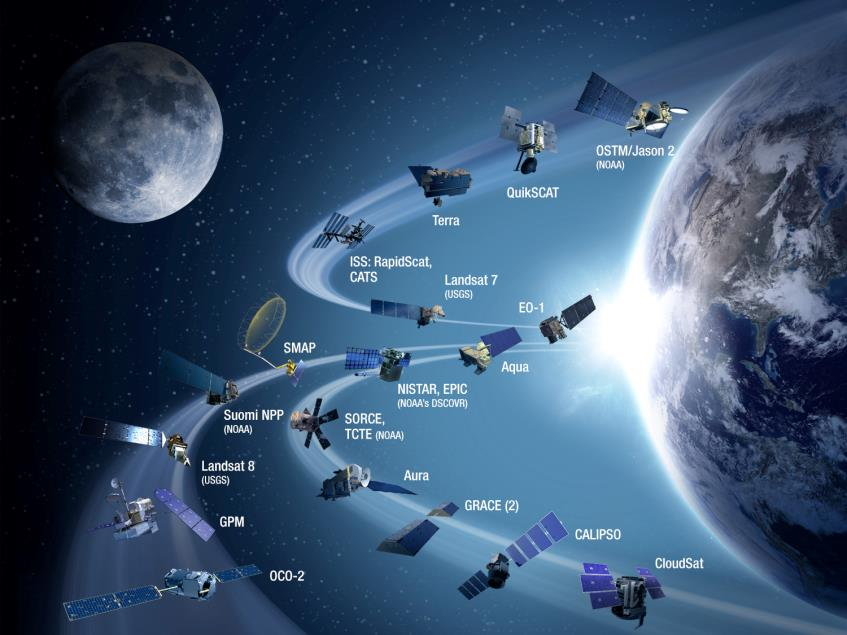 OSTM/Jason 2
(NOAA)
QuikSCAT
Terra
ISS: RapidScat,
CATS
Landsat 7
(USGS)
EO-1
SMAP
Aqua
NISTAR, EPIC
(NOAA's DSCOVR)
Suomi NPP
(NOAA)
SORCE,
TCTE (NOAA)
Landsat 8
(USGS)
Aura
GRACE (2)
GPM
CALIPSO
CloudSat
OCO-2